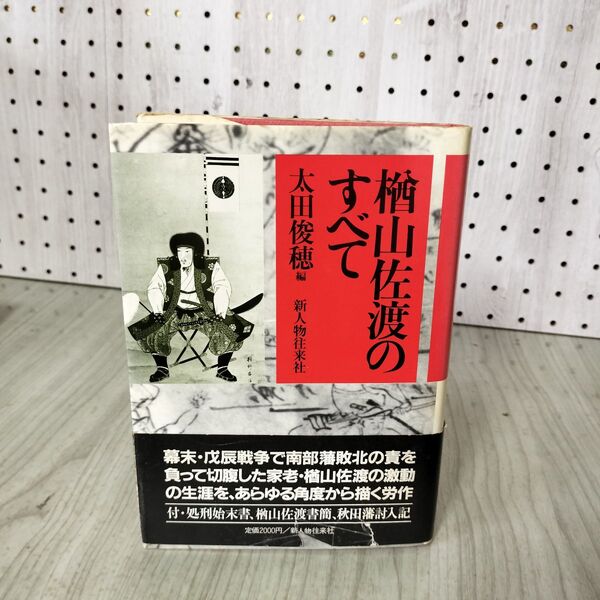 楢山佐渡の
すべて
太田俊穂 編
新人物往来社
幕末・戊辰戦争で南部藩敗北の責を
負って切腹した家老・楢山佐渡の激動
の生涯を、あらゆる角度から描く労作
付・処刑始末書、楢山佐渡書簡、秋田藩討入記
定価2000円／新人物往来社